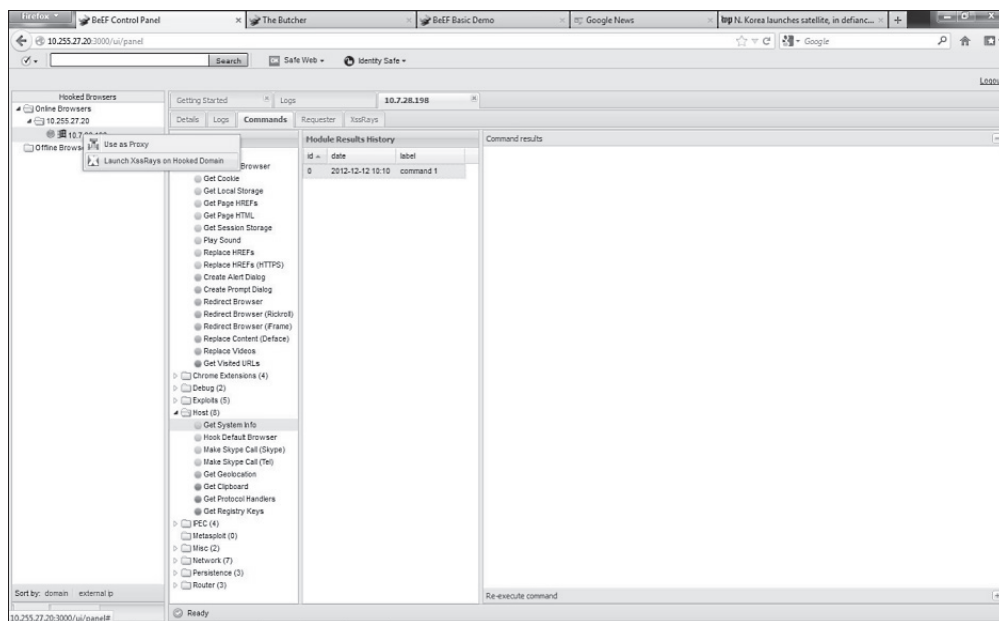 Firefox
BeEF Control Panel
The Butcher
BeEF Basic Demo
Google News
N. Korea launches satellite, in defianc...
10.255.27.20:3000/ui/panel
Google
Search
Safe Web
Identity Safe
Logou
Hooked Browsers
Online Browsers
10.255.27.20
10.7.
Offline Brows
Use as Proxy
Launch XssRays on Hooked Domain
Getting Started
Logs
10.7.28.198
Details
Logs
Commands
Requester
XssRays
Browser
Get Cookie
Get Local Storage
Get Page HREFs
Get Page HTML
Get Session Storage
Play Sound
Replace HREFs
Replace HREFs (HTTPS)
Create Alert Dialog
Create Prompt Dialog
Redirect Browser
Redirect Browser (Rickroll)
Redirect Browser (iFrame)
Replace Content (Deface)
Replace Videos
Get Visited URLs
Chrome Extensions (4)
Debug (2)
Exploits (5)
Host (8)
Get System Info
Hook Default Browser
Make Skype Call (Skype)
Make Skype Call (Tel)
Get Geolocation
Get Clipboard
Get Protocol Handlers
Get Registry Keys
IPEC (4)
Metasploit (0)
Misc (2)
Network (7)
Persistence (3)
Router (3)
Module Results History
id date label
0 2012-12-12 10:10 command 1
Command results
Re-execute command
Sort by: domain external ip
Ready
10.255.27.20:3000/ui/panel#